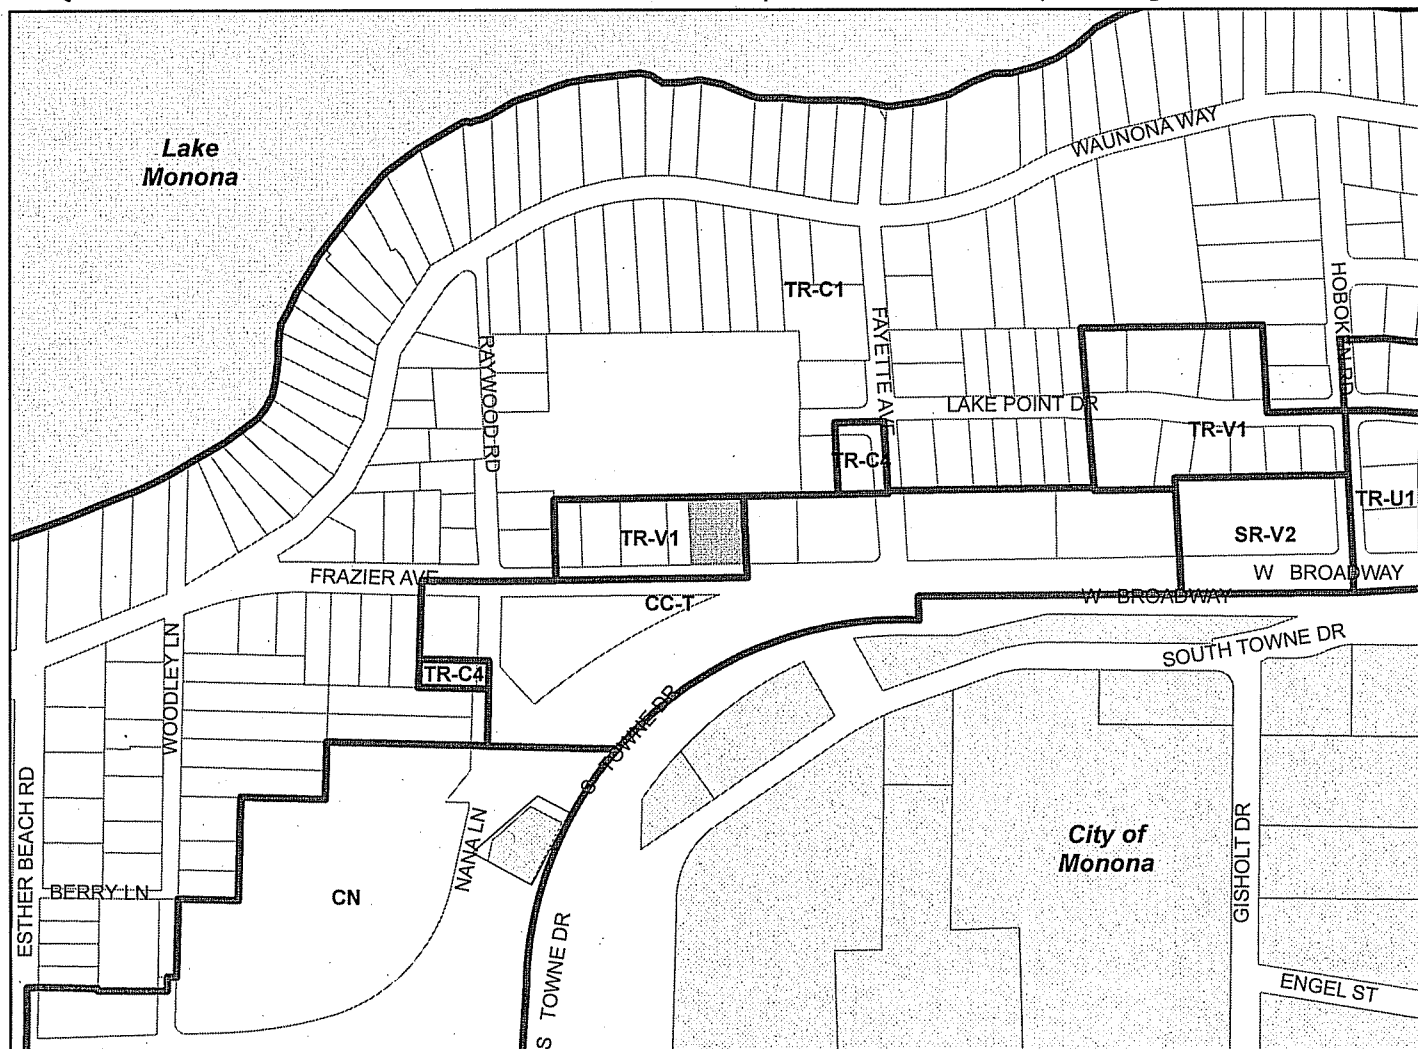 Lake
Monona
WAUNONA WAY
TR-C1
HOBOKEN RD
FAYETTE AVE
RAYWOOD RD
LAKE POINT DR
TR-V1
TR-C4
TR-U1
TR-V1
SR-V2
FRAZIER AVE
W BROADWAY
CC-T
W BROADWAY
SOUTH TOWNE DR
TR-C4
WOODLEY LN
S TOWNE DR
ESTHER BEACH RD
NANA LN
City of
Monona
GISHOLT DR
BERRY LN
CN
S TOWNE DR
ENGEL ST